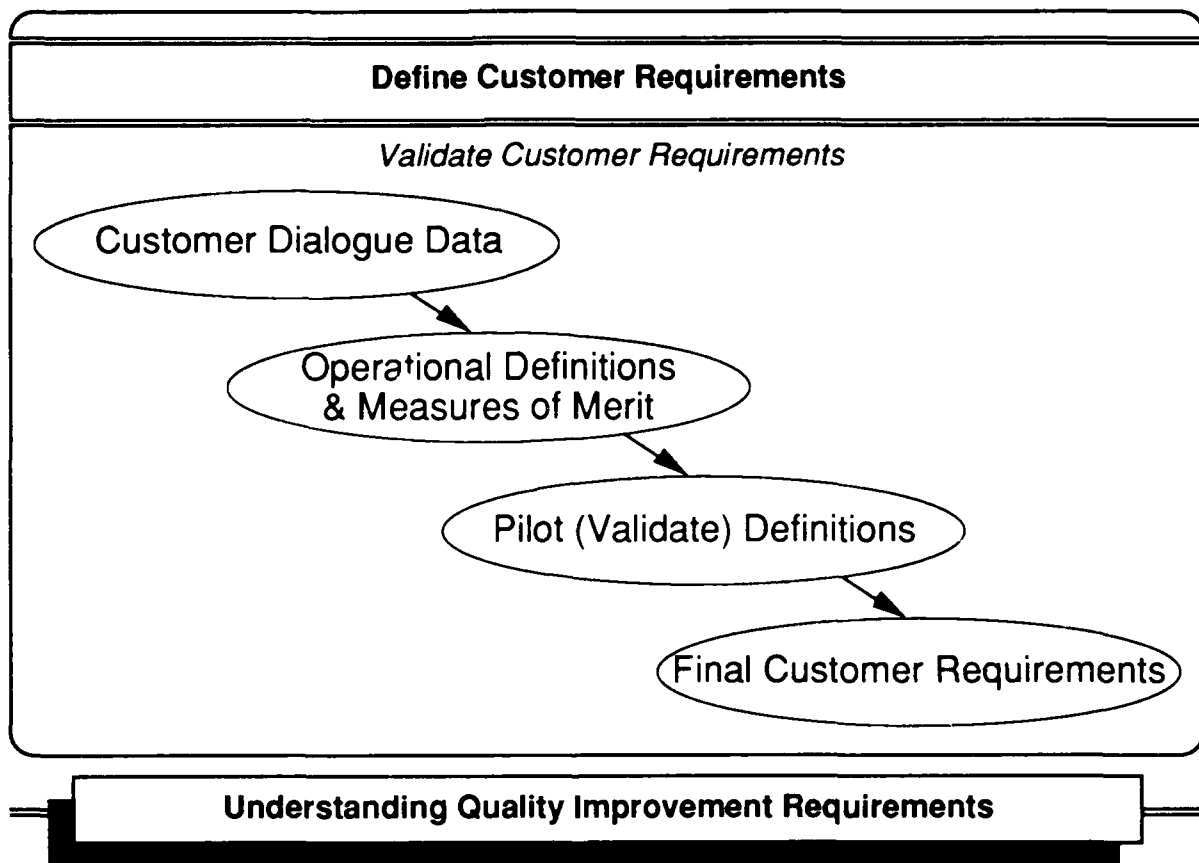 Define Customer Requirements
Validate Customer Requirements
Customer Dialogue Data
Operational Definitions
& Measures of Merit
Pilot (Validate) Definitions
Final Customer Requirements
Understanding Quality Improvement Requirements